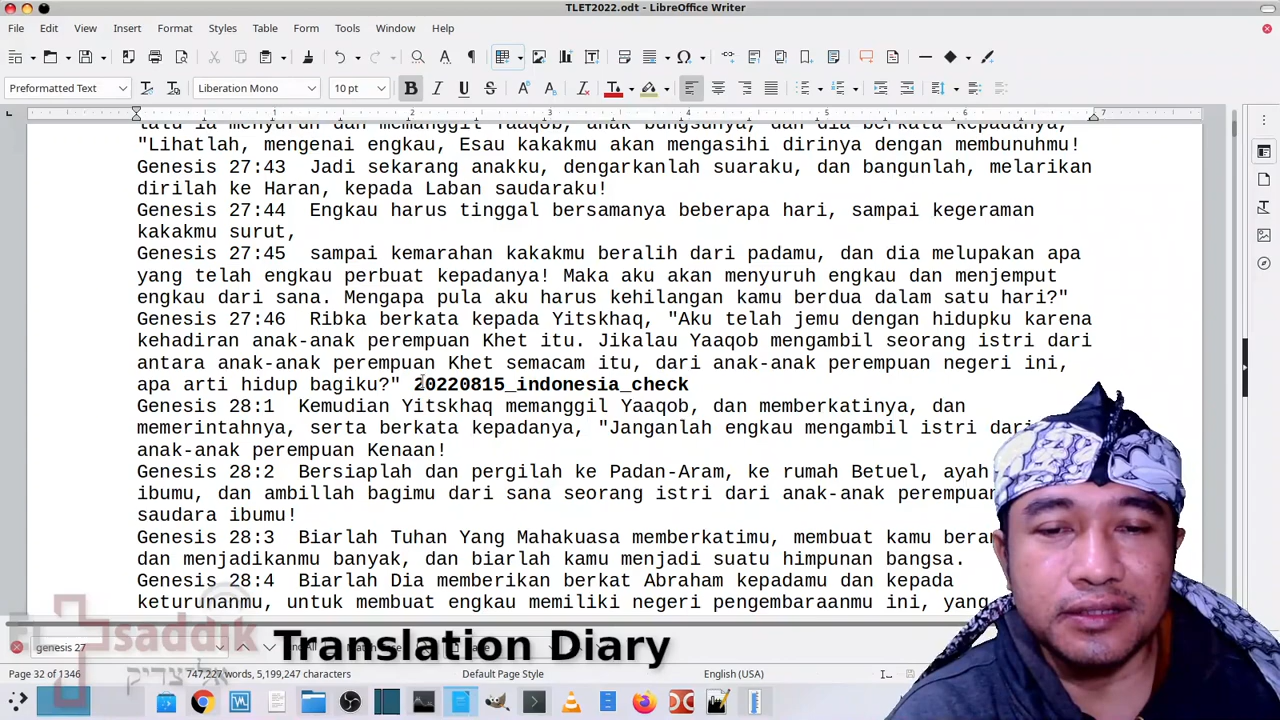 TLET2022.odt - LibreOffice Writer
File Edit View Insert Format Styles Table Form Tools Window Help
Preformatted Text Liberation Mono 10 pt
1 2 3 4 5 6 7
"Lihatlah, mengenai engkau, Esau kakakmu akan mengasihi dirinya dengan membunuhmu!
Genesis 27:43 Jadi sekarang anakku, dengarkanlah suaraku, dan bangunlah, melarikan
dirilah ke Haran, kepada Laban saudaraku!
Genesis 27:44 Engkau harus tinggal bersamanya beberapa hari, sampai kegeraman
kakakmu surut,
Genesis 27:45 sampai kemarahan kakakmu beralih dari padamu, dan dia melupakan apa
yang telah engkau perbuat kepadanya! Maka aku akan menyuruh engkau dan menjemput
engkau dari sana. Mengapa pula aku harus kehilangan kamu berdua dalam satu hari?"
Genesis 27:46 Ribka berkata kepada Yitskhaq, "Aku telah jemu dengan hidupku karena
kehadiran anak-anak perempuan Khet itu. Jikalau Yaaqob mengambil seorang istri dari
antara anak-anak perempuan Khet semacam itu, dari anak-anak perempuan negeri ini,
apa arti hidup bagiku?" 20220815_indonesia_check
Genesis 28:1 Kemudian Yitskhaq memanggil Yaaqob, dan memberkatinya, dan
memerintahnya, serta berkata kepadanya, "Janganlah engkau mengambil istri dari
anak-anak perempuan Kenaan!
Genesis 28:2 Bersiaplah dan pergilah ke Padan-Aram, ke rumah Betuel, ayah
ibumu, dan ambillah bagimu dari sana seorang istri dari anak-anak perempuan
saudara ibumu!
Genesis 28:3 Biarlah Tuhan Yang Mahakuasa memberkatimu, membuat kamu
dan menjadikanmu banyak, dan biarlah kamu menjadi suatu himpunan bangsa.
Genesis 28:4 Biarlah Dia memberikan berkat Abraham kepadamu dan kepada
keturunanmu, untuk membuat engkau memiliki negeri pengembaraanmu ini, yang
saddik
אלצדיק
Translation Diary
genesis 27
Page 32 of 1346 747,227 words, 5,199,247 characters Default Page Style English (USA)